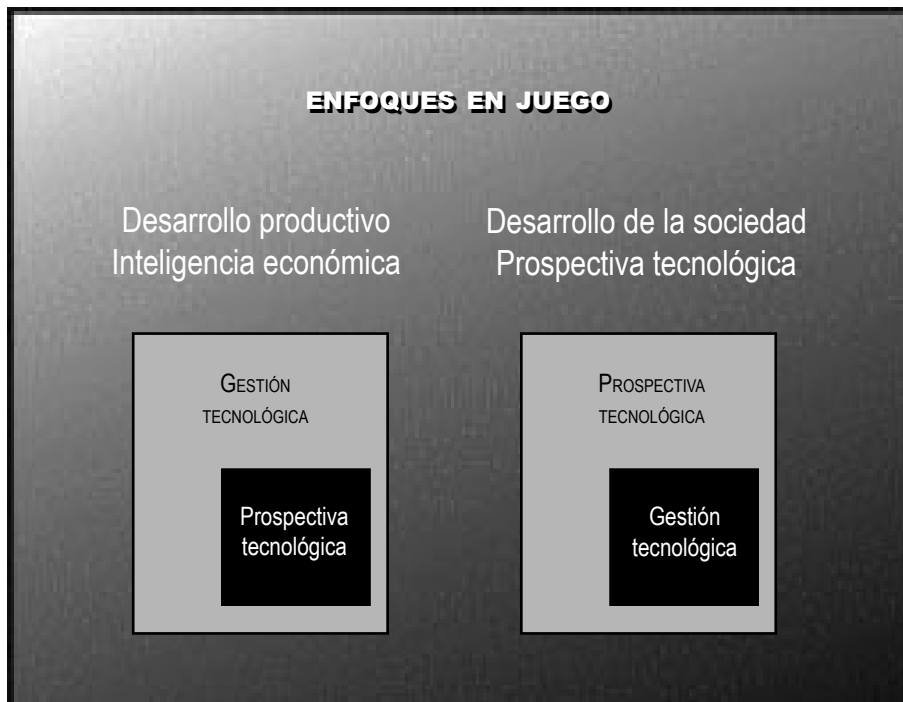 ENFOQUES EN JUEGO
Desarrollo productivo
Inteligencia económica
GESTIÓN
TECNOLÓGICA
Prospectiva
tecnológica
Desarrollo de la sociedad
Prospectiva tecnológica
PROSPECTIVA
TECNOLÓGICA
Gestión
tecnológica